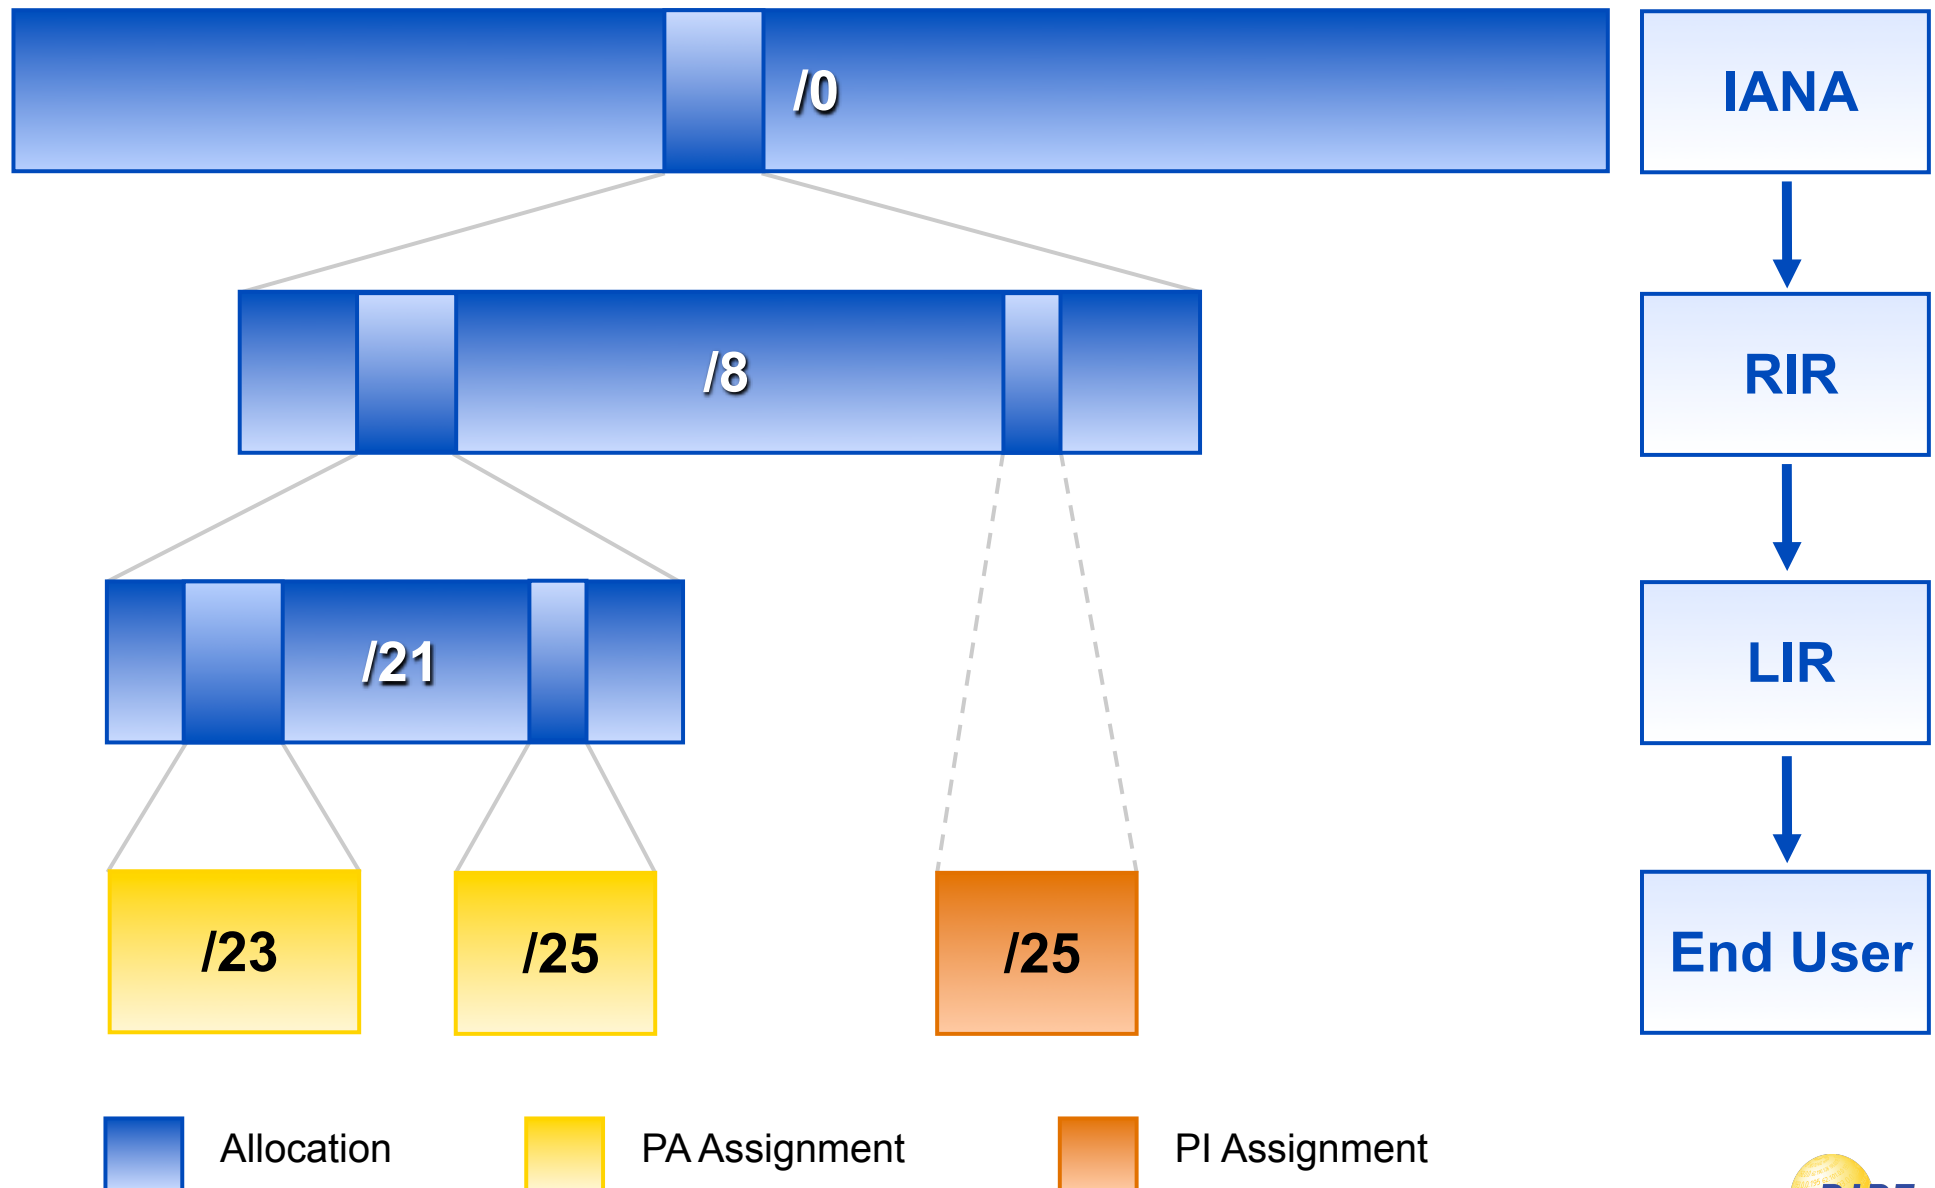 /0
IANA
/8
RIR
/21
LIR
/23
/25
/25
End User
Allocation
PA Assignment
PI Assignment